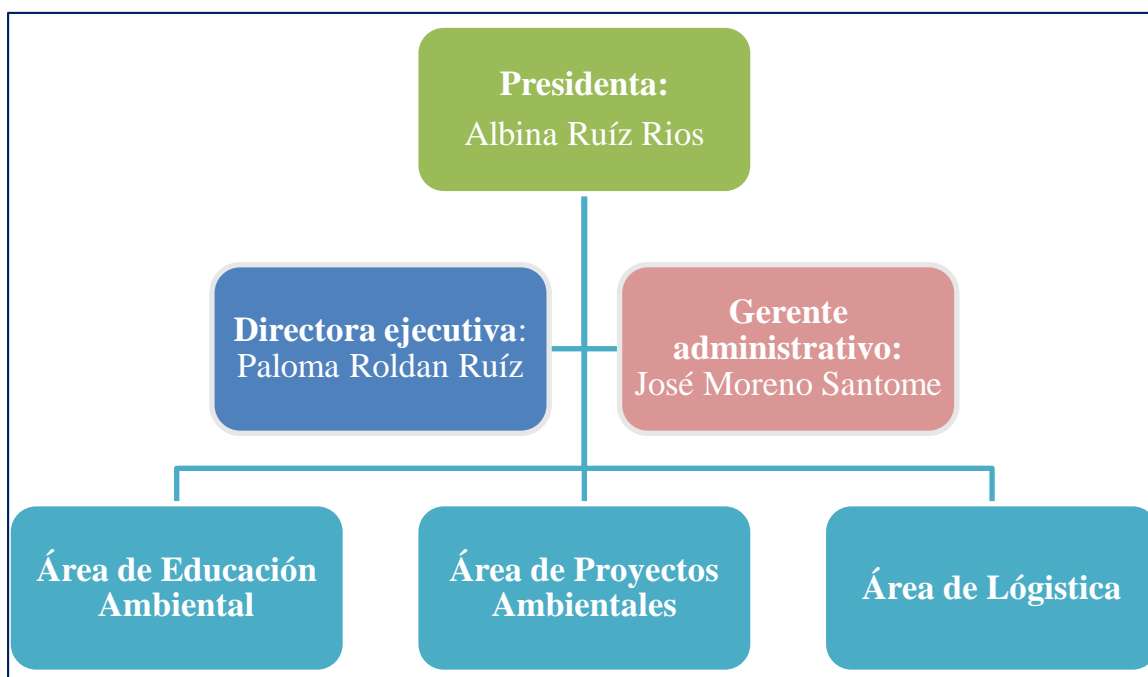 Presidenta:
Albina Ruíz Rios
Directora ejecutiva:
Paloma Roldan Ruíz
Gerente
administrativo:
José Moreno Santome
Área de Educación
Ambiental
Área de Proyectos
Ambientales
Área de Lógistica